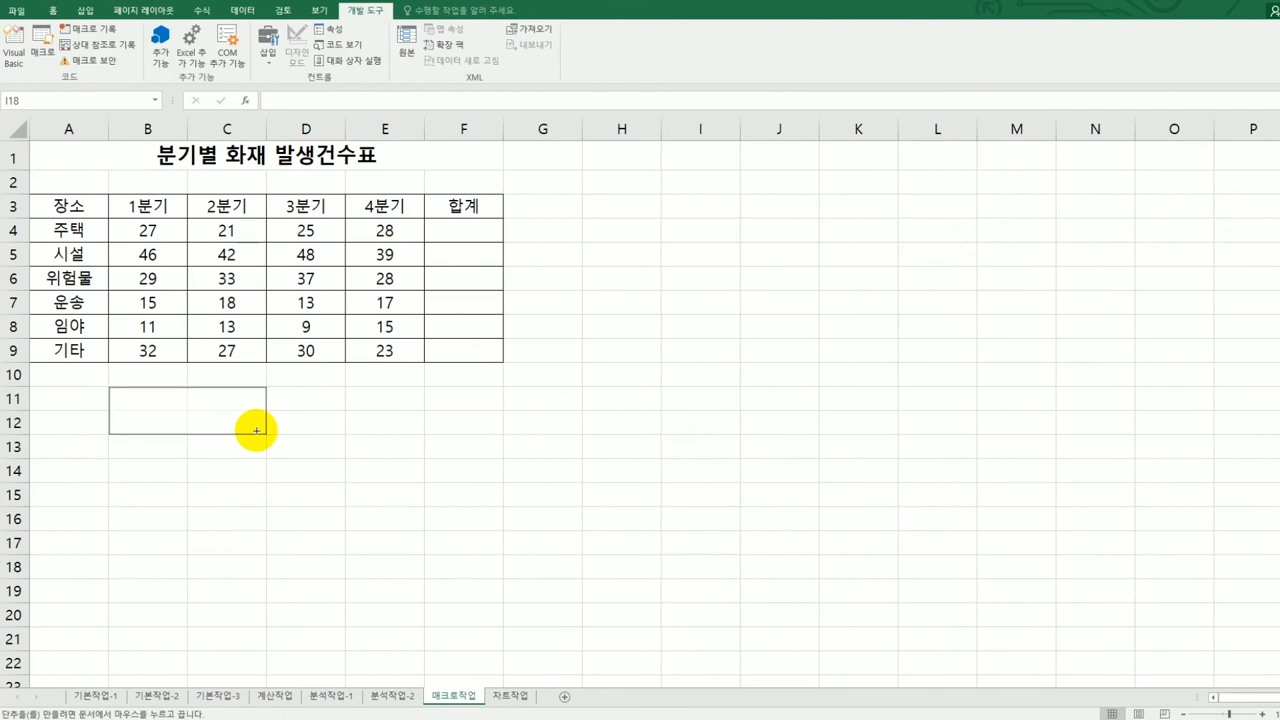 파일 홈 삽입 페이지 레이아웃 수식 데이터 검토 보기 개발 도구 수행할 작업을 알려 주세요.
Visual Basic
매크로
매크로 기록
상대 참조로 기록
매크로 보안
코드
추가 기능
Excel 추가 기능
COM 추가 기능
추가 기능
삽입
디자인 모드
속성
코드 보기
대화 상자 실행
컨트롤
원본
맵 속성
확장 팩
데이터 새로 고침
가져오기
내보내기
XML
I18
fx
A B C D E F G H I J K L M N O P
1 분기별 화재 발생건수표
2
3 장소 1분기 2분기 3분기 4분기 합계
4 주택 27 21 25 28
5 시설 46 42 48 39
6 위험물 29 33 37 28
7 운송 15 18 13 17
8 임야 11 13 9 15
9 기타 32 27 30 23
10
11
12
13
14
15
16
17
18
19
20
21
22
23
기본작업-1 기본작업-2 기본작업-3 계산작업 분석작업-1 분석작업-2 매크로작업 차트작업
단추을(를) 만들려면 문서에서 마우스를 누르고 끕니다.